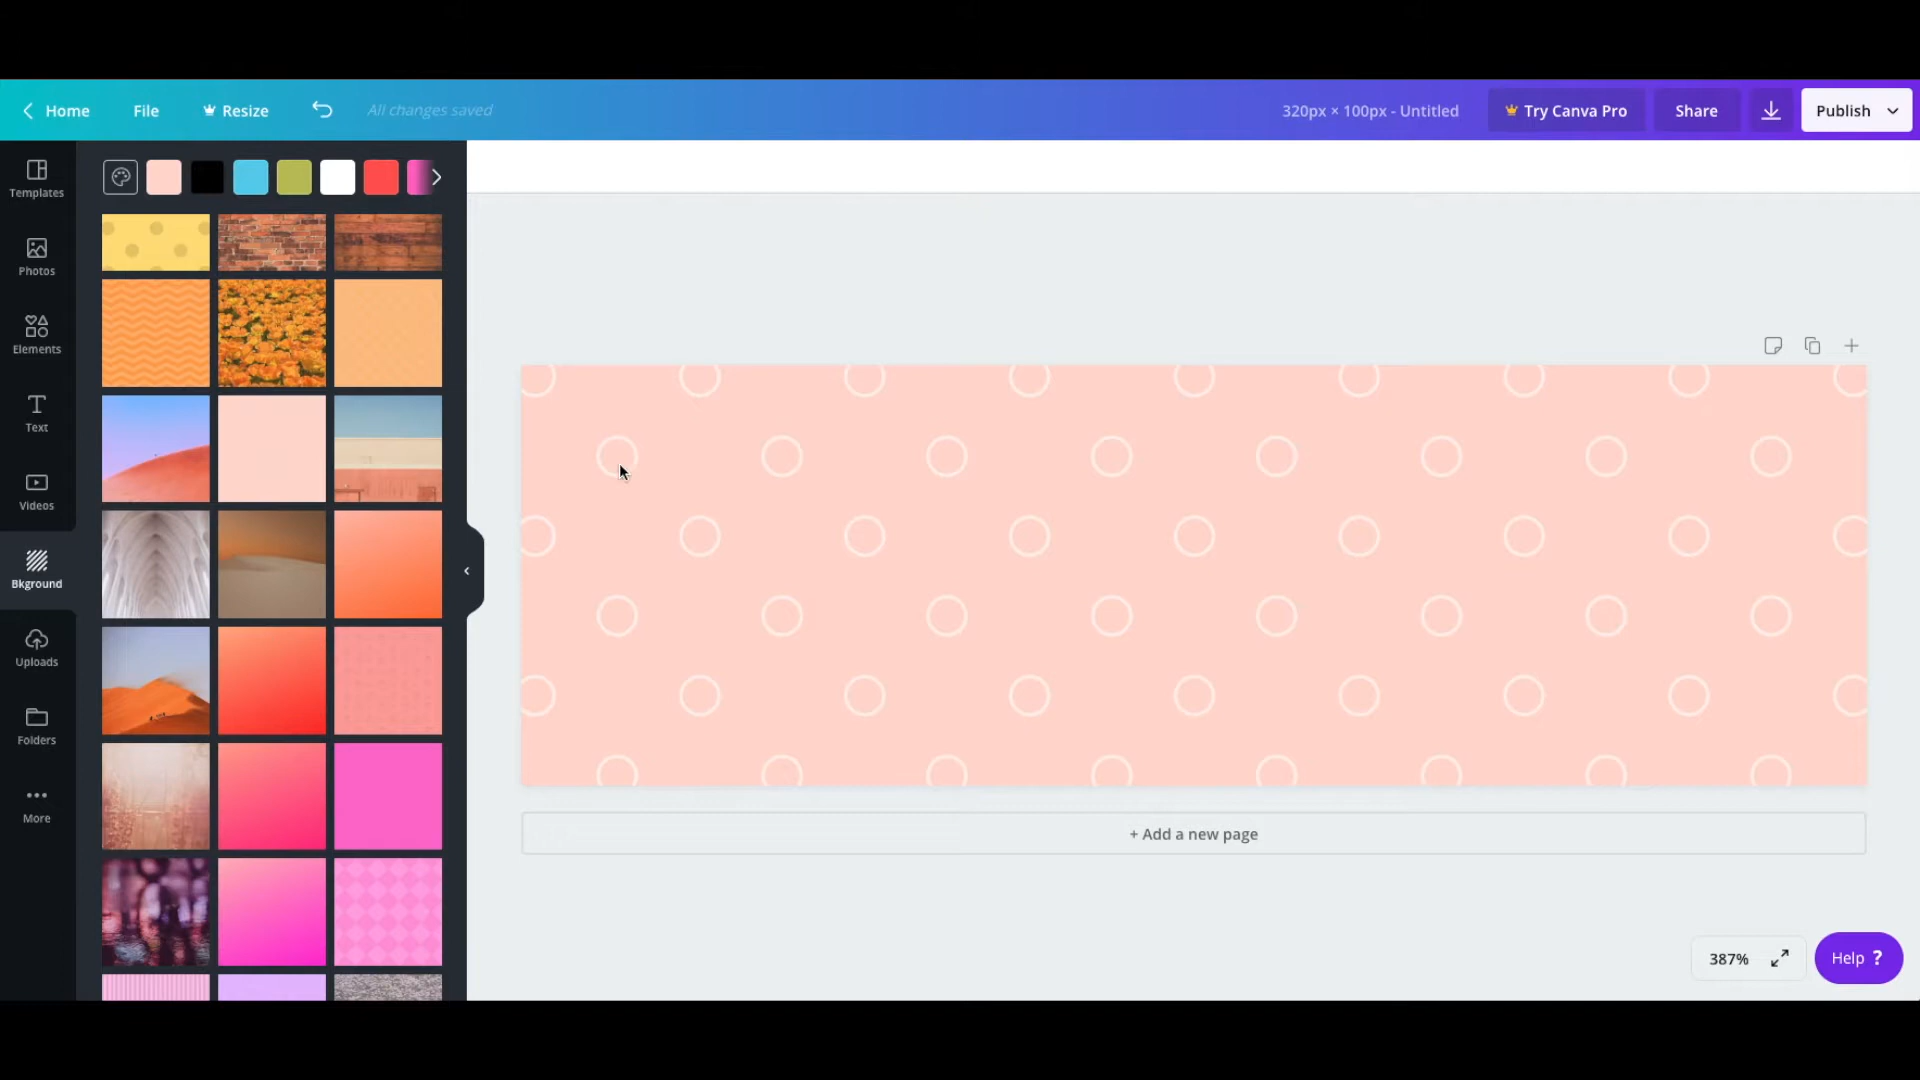 Home File Resize All changes saved 320px × 100px - Untitled Try Canva Pro Share Publish
Templates
Photos
Elements
Text
Videos
Bkground
Uploads
Folders
More
+ Add a new page
387% Help ?